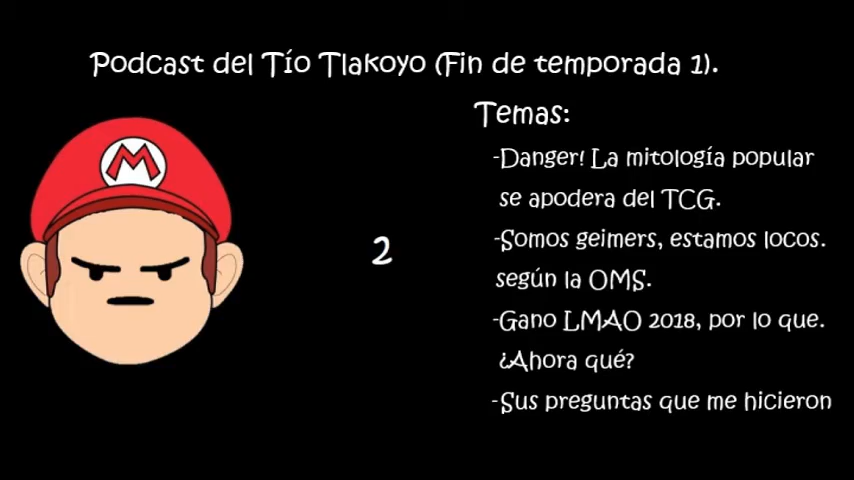 Podcast del Tío Tlakoyo (Fin de temporada 1).
Temas:
-Danger! La mitología popular
se apodera del TCG.
-Somos geimers, estamos locos.
según la OMS.
-Gano LMAO 2018, por lo que.
¿Ahora qué?
-Sus preguntas que me hicieron
M
2